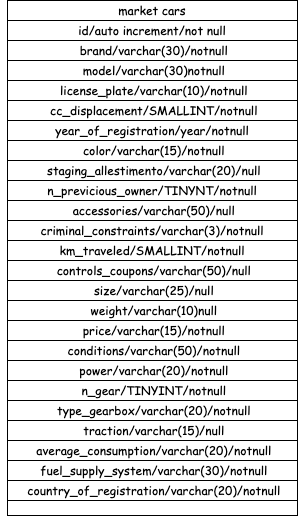 market cars
id/auto increment/not null
brand/varchar(30)/notnull
model/varchar(30)notnull
license_plate/varchar(10)/notnull
cc_displacement/SMALLINT/notnull
year_of_registration/year/notnull
color/varchar(15)/notnull
staging_allestimento/varchar(20)/null
n_previcious_owner/TINYNT/notnull
accessories/varchar(50)/null
criminal_constraints/varchar(3)/notnull
km_traveled/SMALLINT/notnull
controls_coupons/varchar(50)/null
size/varchar(25)/null
weight/varchar(10)null
price/varchar(15)/notnull
conditions/varchar(50)/notnull
power/varchar(20)/notnull
n_gear/TINYINT/notnull
type_gearbox/varchar(20)/notnull
traction/varchar(15)/null
average_consumption/varchar(20)/notnull
fuel_supply_system/varchar(30)/notnull
country_of_registration/varchar(20)/notnull